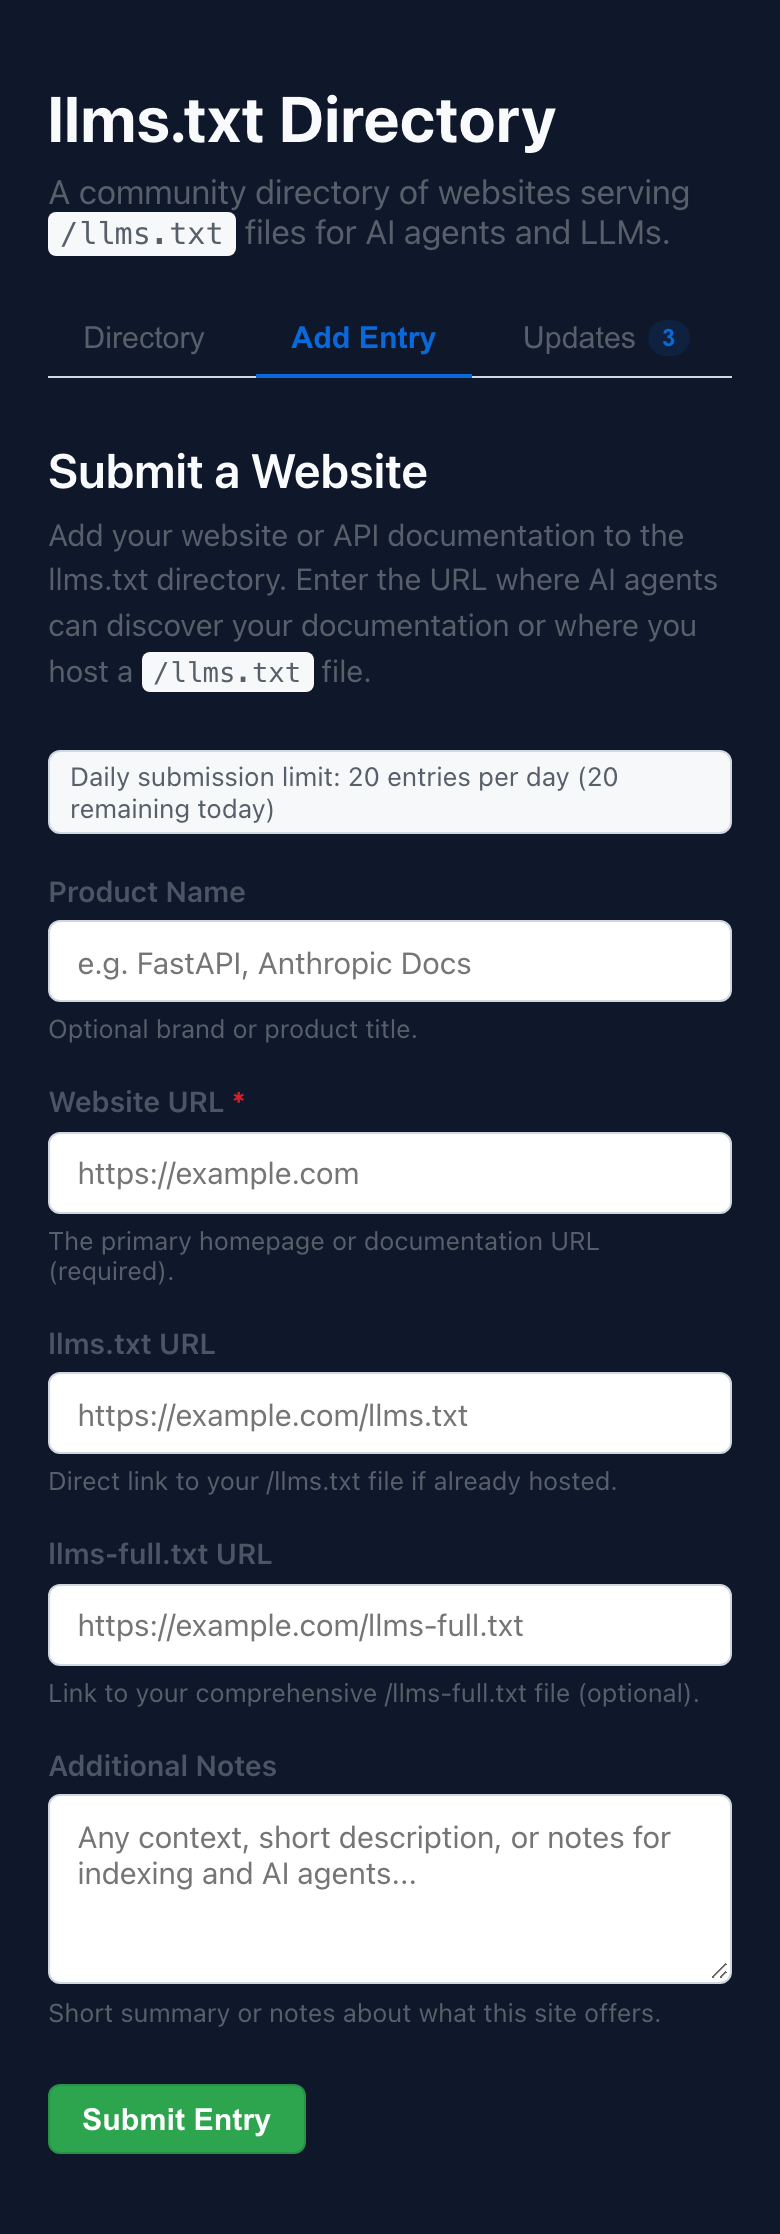 llms.txt Directory
A community directory of websites serving
/llms.txt files for AI agents and LLMs.
Directory Add Entry Updates 3
Submit a Website
Add your website or API documentation to the
llms.txt directory. Enter the URL where AI agents
can discover your documentation or where you
host a /llms.txt file.
Daily submission limit: 20 entries per day (20
remaining today)
Product Name
e.g. FastAPI, Anthropic Docs
Optional brand or product title.
Website URL *
https://example.com
The primary homepage or documentation URL
(required).
llms.txt URL
https://example.com/llms.txt
Direct link to your /llms.txt file if already hosted.
llms-full.txt URL
https://example.com/llms-full.txt
Link to your comprehensive /llms-full.txt file (optional).
Additional Notes
Any context, short description, or notes for
indexing and AI agents...
Short summary or notes about what this site offers.
Submit Entry